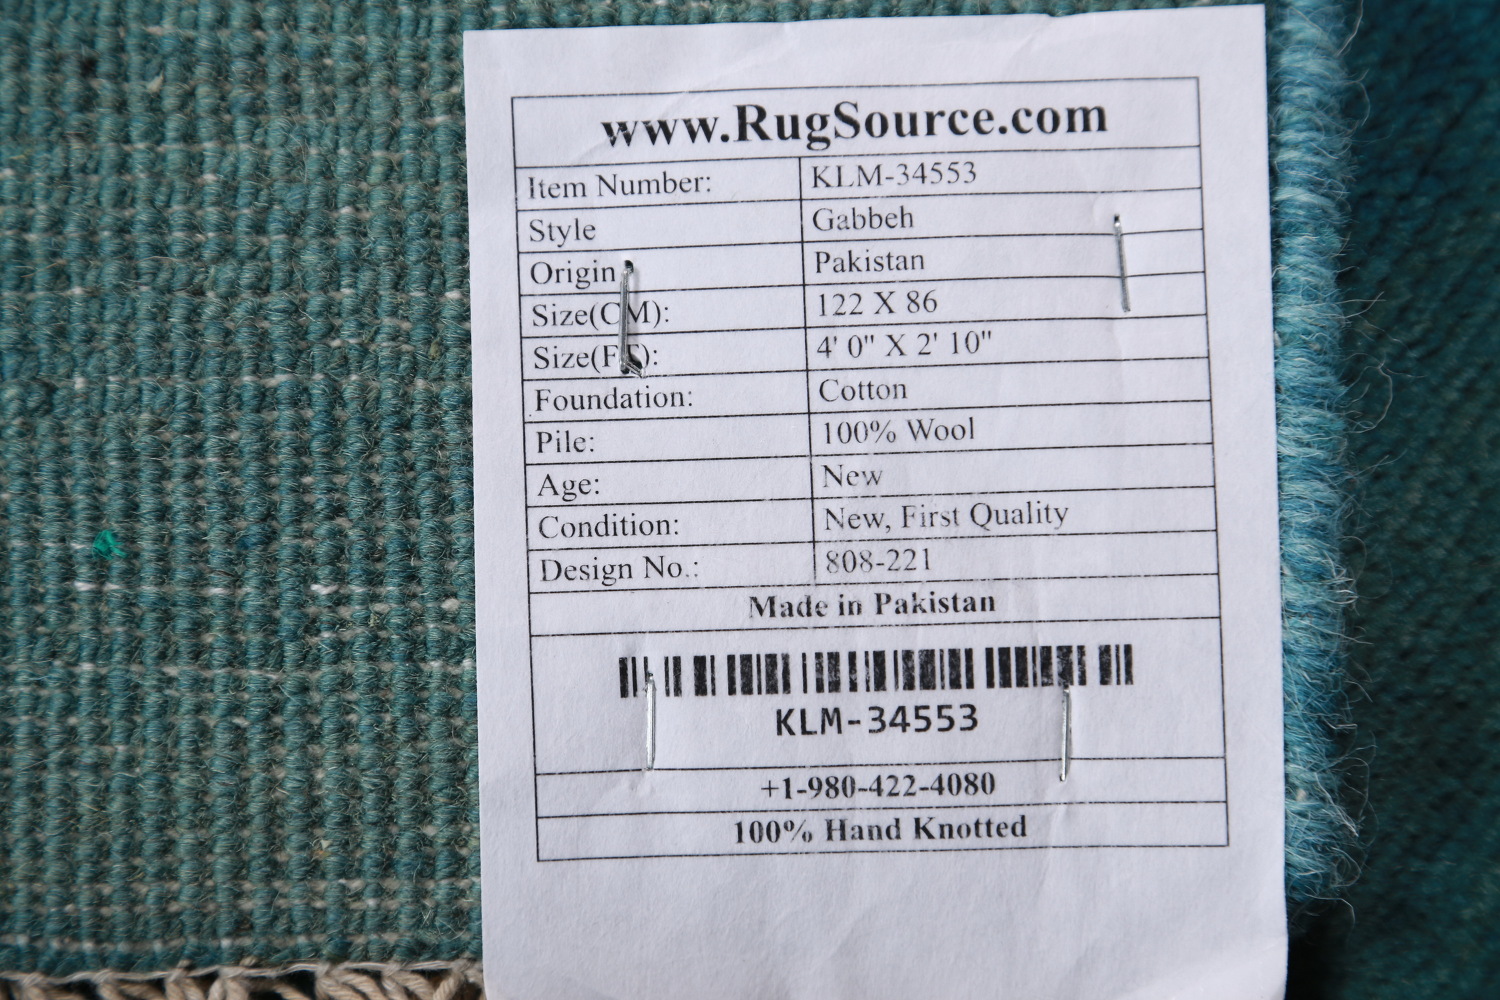 www.RugSource.com
Item Number: KLM-34553
Style Gabbeh
Origin Pakistan
Size(CM): 122 X 86
Size(FT): 4' 0" X 2' 10"
Foundation: Cotton
Pile: 100% Wool
Age: New
Condition: New, First Quality
Design No.: 808-221
Made in Pakistan
KLM-34553
+1-980-422-4080
100% Hand Knotted